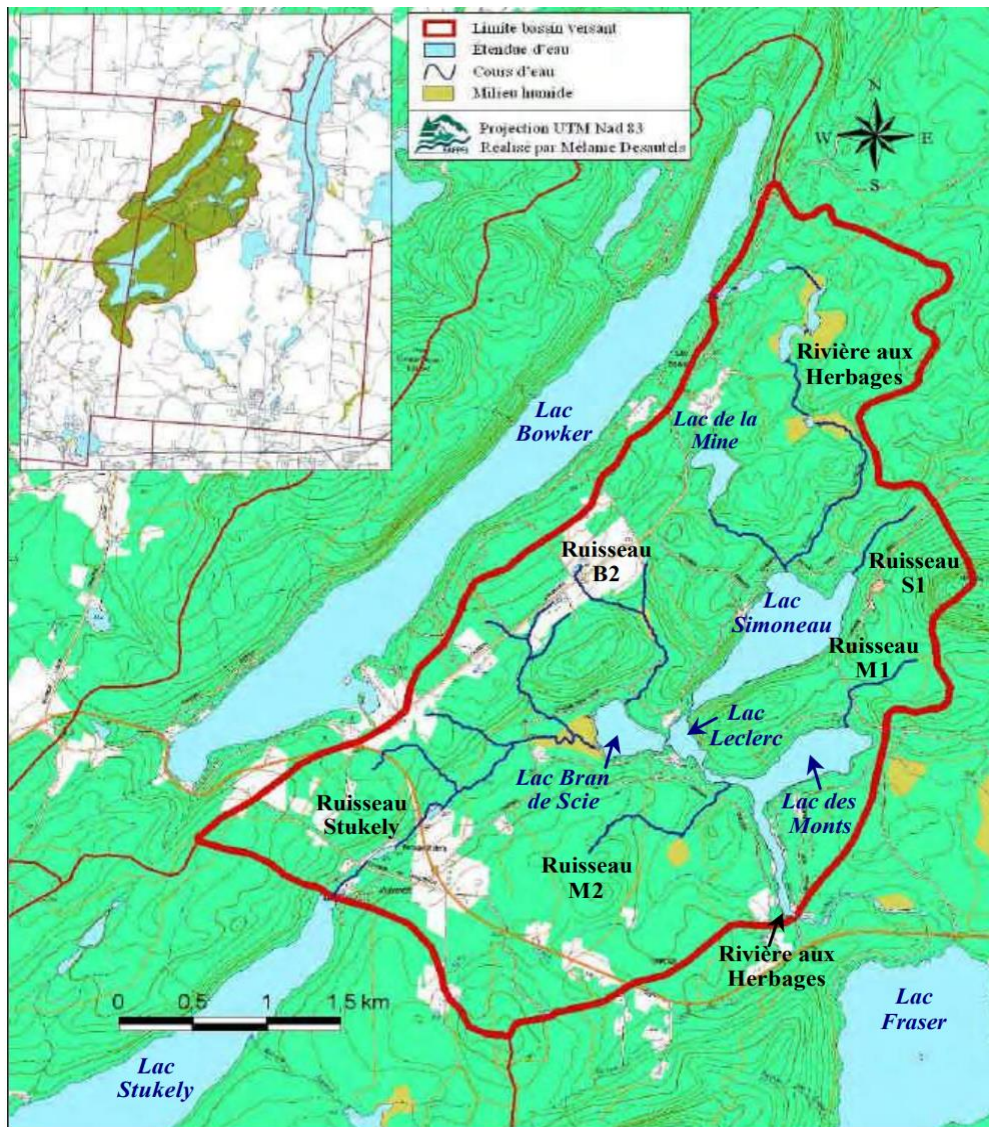 Limite bassin versant
Étendue d'eau
Cours d'eau
Milieu humide
Projection UTM Nad 83
Réalisé par Mélanie Desautels
N
W
E
S
Rivière aux
Herbages
Lac
Bowker
Lac de la
Mine
Ruisseau
B2
Ruisseau
S1
Lac
Simoneau
Ruisseau
M1
Lac
Leclerc
Lac Bran
de Scie
Lac des
Monts
Ruisseau
Stukely
Ruisseau
M2
Rivière aux
Herbages
0
0,5
1
1,5 km
Lac
Fraser
Lac
Stukely